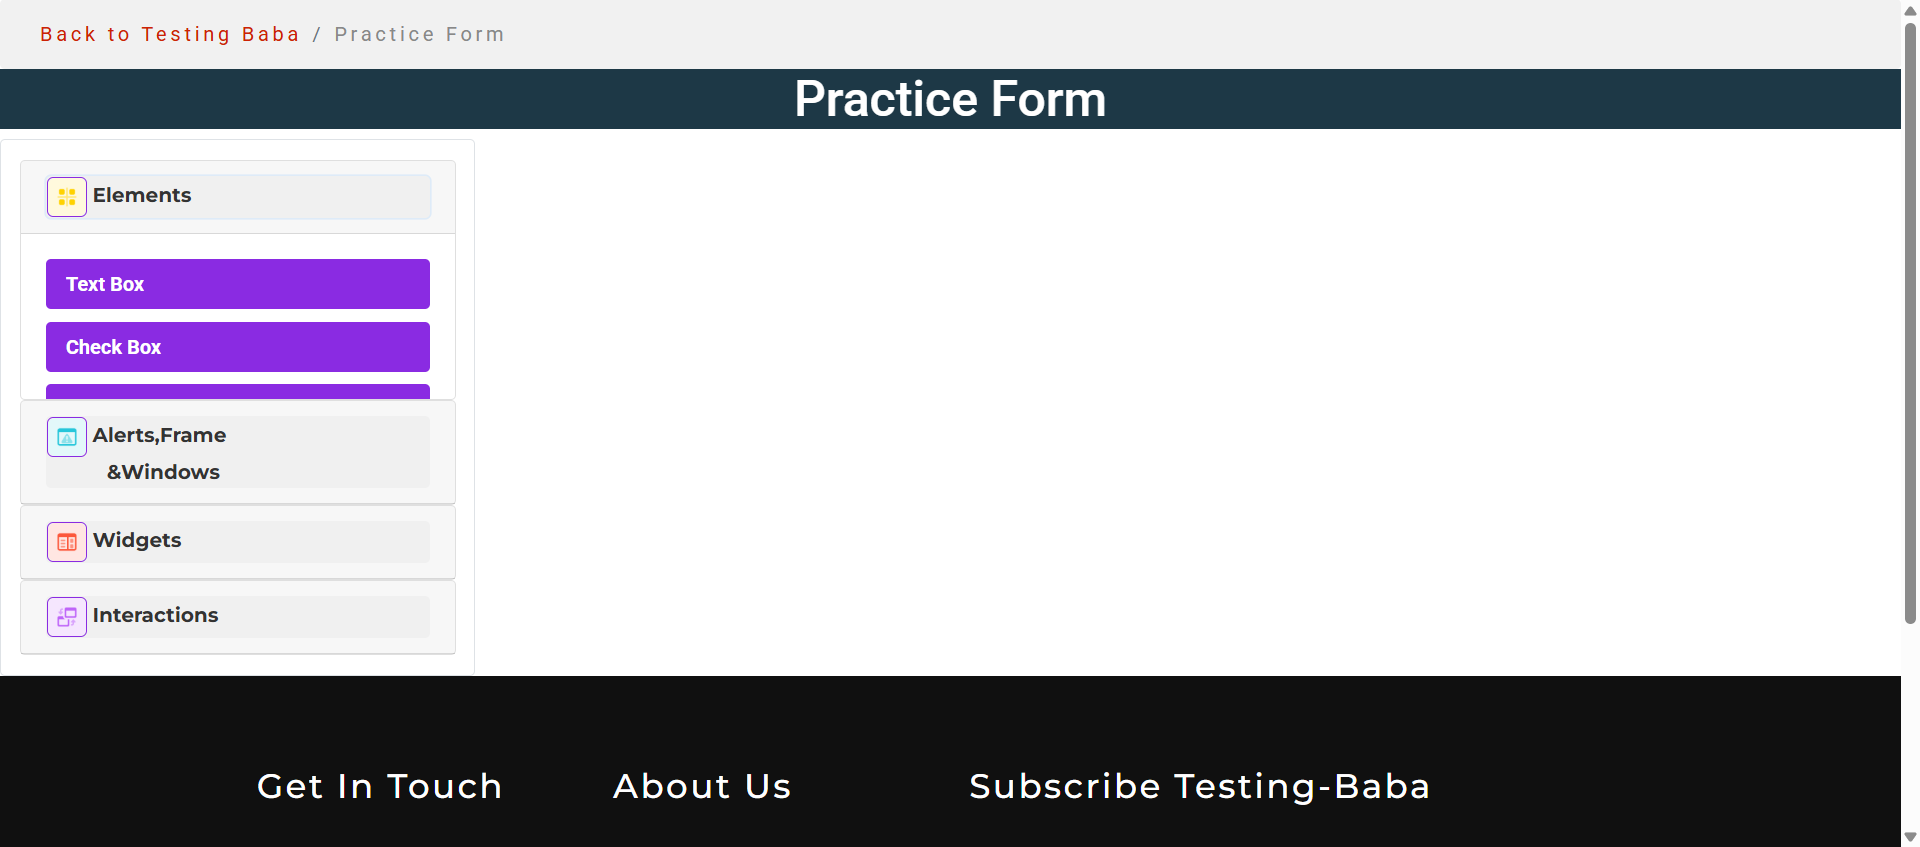 Back to Testing Baba / Practice Form
Practice Form
Elements
Text Box
Check Box
Alerts,Frame
&Windows
Widgets
Interactions
Get In Touch
About Us
Subscribe Testing-Baba